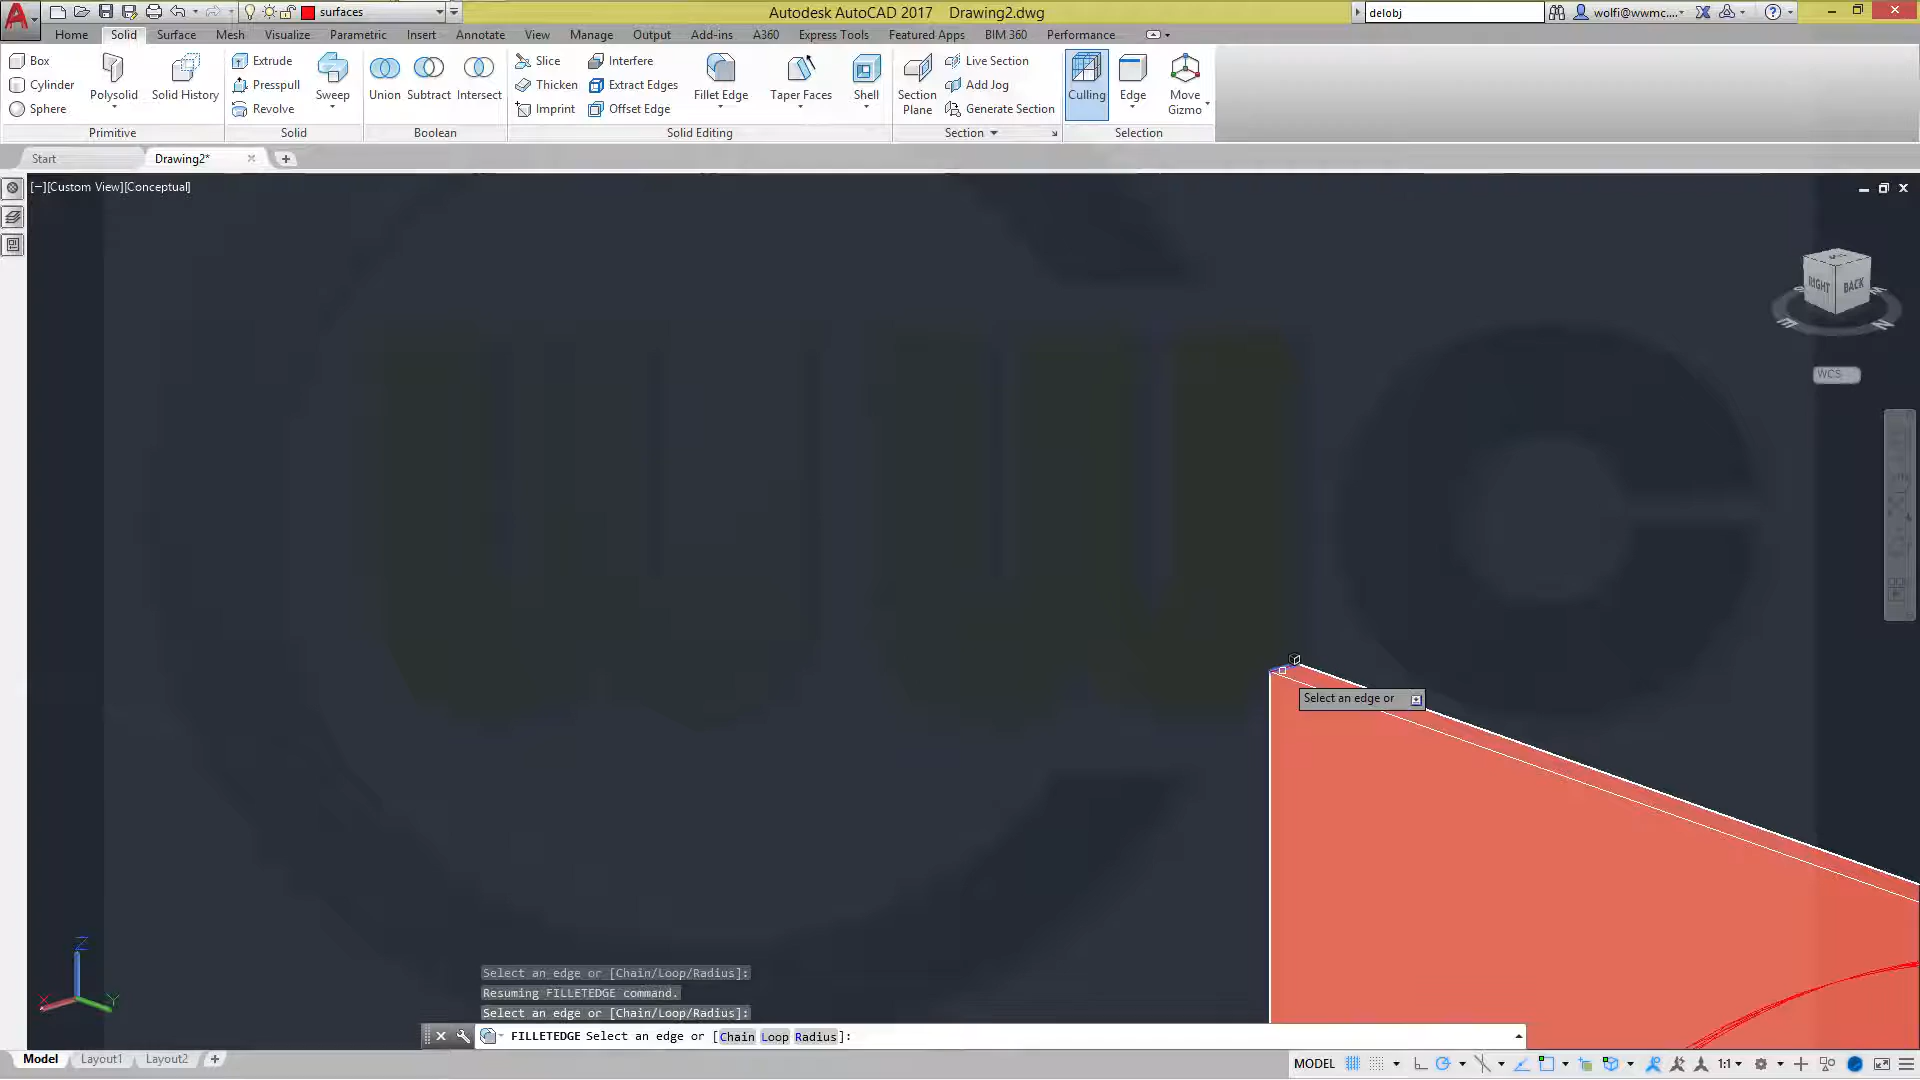 surfaces
Autodesk AutoCAD 2017 Drawing2.dwg
delobj
wolfi@wwmc...
Home Solid Surface Mesh Visualize Parametric Insert Annotate View Manage Output Add-ins A360 Express Tools Featured Apps BIM 360 Performance
Box
Cylinder
Sphere
Polysolid
Solid History
Primitive
Extrude
Presspull
Revolve
Sweep
Solid
Union Subtract Intersect
Boolean
Slice
Thicken
Imprint
Interfere
Extract Edges
Offset Edge
Fillet Edge
Taper Faces
Shell
Solid Editing
Section Plane
Live Section
Add Jog
Generate Section
Section
Culling
Edge
Move Gizmo
Selection
Start
Drawing2*
[−][Custom View][Conceptual]
RIGHT BACK
E N
WCS
wwmc
Select an edge or
Z
X Y
Select an edge or [Chain/Loop/Radius]:
Resuming FILLETEDGE command.
Select an edge or [Chain/Loop/Radius]:
FILLETEDGE Select an edge or [Chain Loop Radius]:
Model Layout1 Layout2
MODEL
1:1